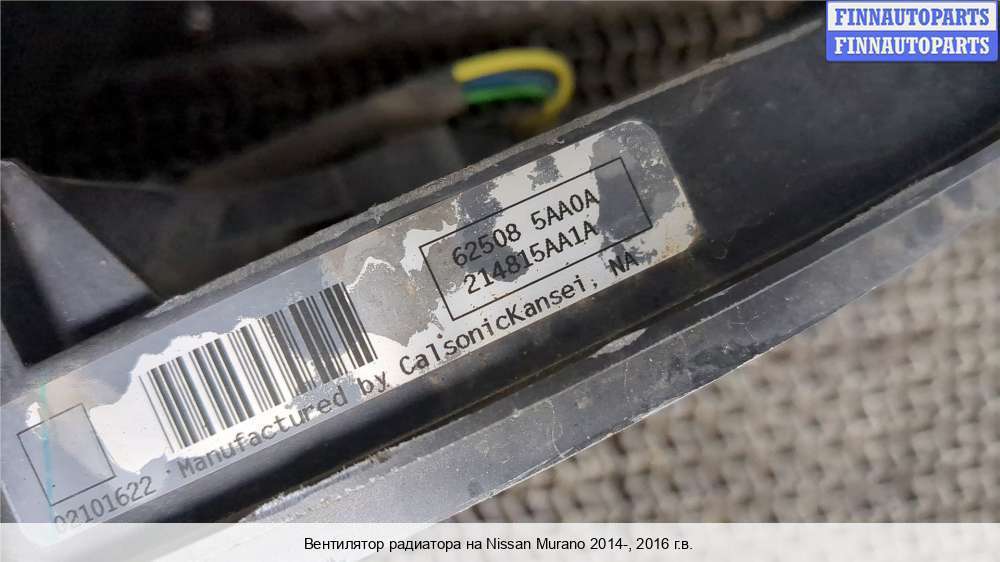 FINNAUTOPARTS
FINNAUTOPARTS
62508 5AA0A
214815AA1A
Manufactured by CalsonicKansei, NA
02101622
Вентилятор радиатора на Nissan Murano 2014-, 2016 г.в.